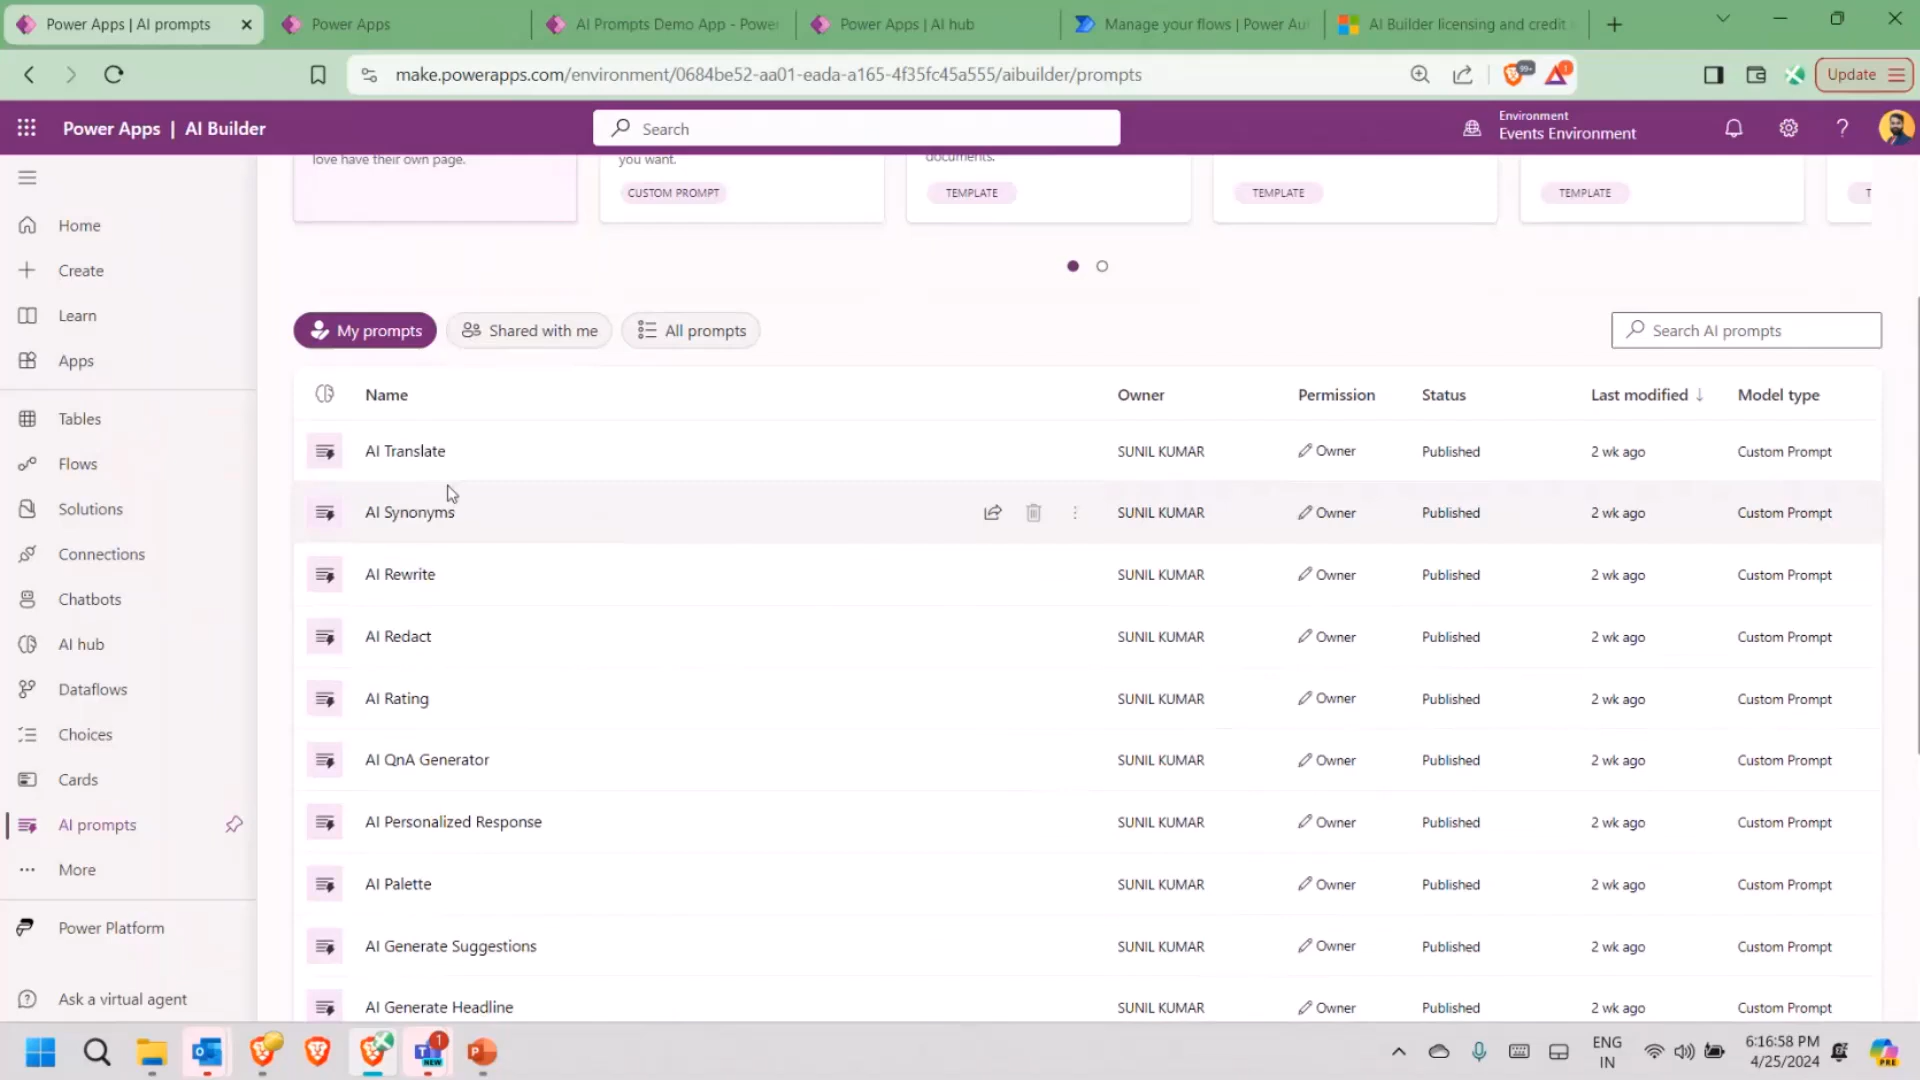 Power Apps | AI prompts
Power Apps
AI Prompts Demo App - Power
Power Apps | AI hub
Manage your flows | Power Au
AI Builder licensing and credit
make.powerapps.com/environment/0684be52-aa01-eada-a165-4f35fc45a555/aibuilder/prompts
99+
1
Update
Power Apps | AI Builder
Search
Environment
Events Environment
love have their own page.
you want.
CUSTOM PROMPT
documents.
TEMPLATE
TEMPLATE
TEMPLATE
T
Home
Create
Learn
Apps
Tables
Flows
Solutions
Connections
Chatbots
AI hub
Dataflows
Choices
Cards
AI prompts
More
Power Platform
Ask a virtual agent
My prompts
Shared with me
All prompts
Search AI prompts
Name Owner Permission Status Last modified ↓ Model type
AI Translate SUNIL KUMAR Owner Published 2 wk ago Custom Prompt
AI Synonyms SUNIL KUMAR Owner Published 2 wk ago Custom Prompt
AI Rewrite SUNIL KUMAR Owner Published 2 wk ago Custom Prompt
AI Redact SUNIL KUMAR Owner Published 2 wk ago Custom Prompt
AI Rating SUNIL KUMAR Owner Published 2 wk ago Custom Prompt
AI QnA Generator SUNIL KUMAR Owner Published 2 wk ago Custom Prompt
AI Personalized Response SUNIL KUMAR Owner Published 2 wk ago Custom Prompt
AI Palette SUNIL KUMAR Owner Published 2 wk ago Custom Prompt
AI Generate Suggestions SUNIL KUMAR Owner Published 2 wk ago Custom Prompt
AI Generate Headline SUNIL KUMAR Owner Published 2 wk ago Custom Prompt
1
NEW
ENG
IN
6:16:58 PM
4/25/2024
PRE